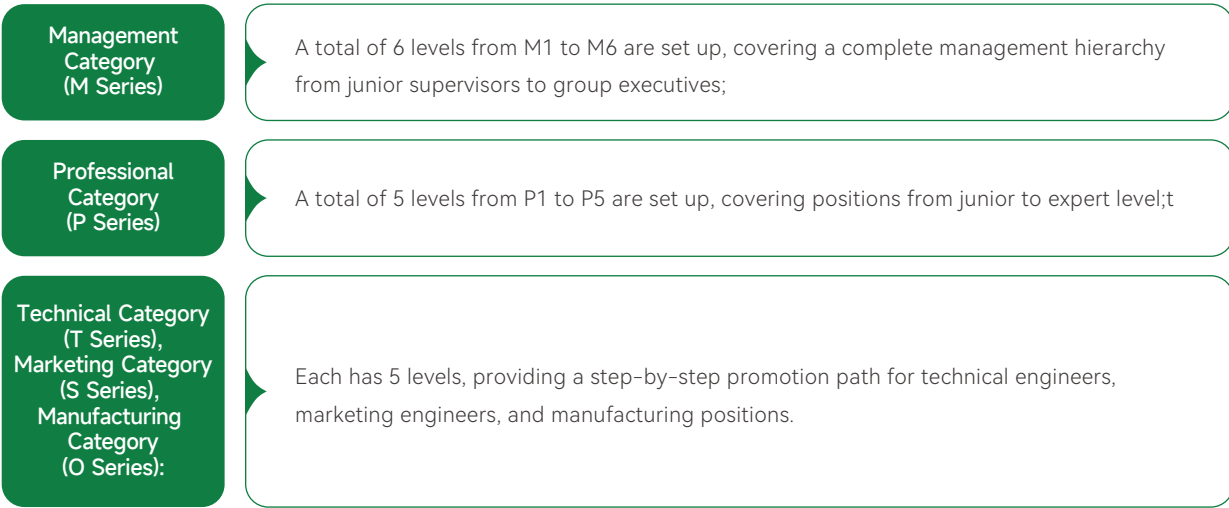 Management
Category
(M Series)
A total of 6 levels from M1 to M6 are set up, covering a complete management hierarchy
from junior supervisors to group executives;
Professional
Category
(P Series)
A total of 5 levels from P1 to P5 are set up, covering positions from junior to expert level;t
Technical Category
(T Series),
Marketing Category
(S Series),
Manufacturing
Category
(O Series):
Each has 5 levels, providing a step-by-step promotion path for technical engineers,
marketing engineers, and manufacturing positions.